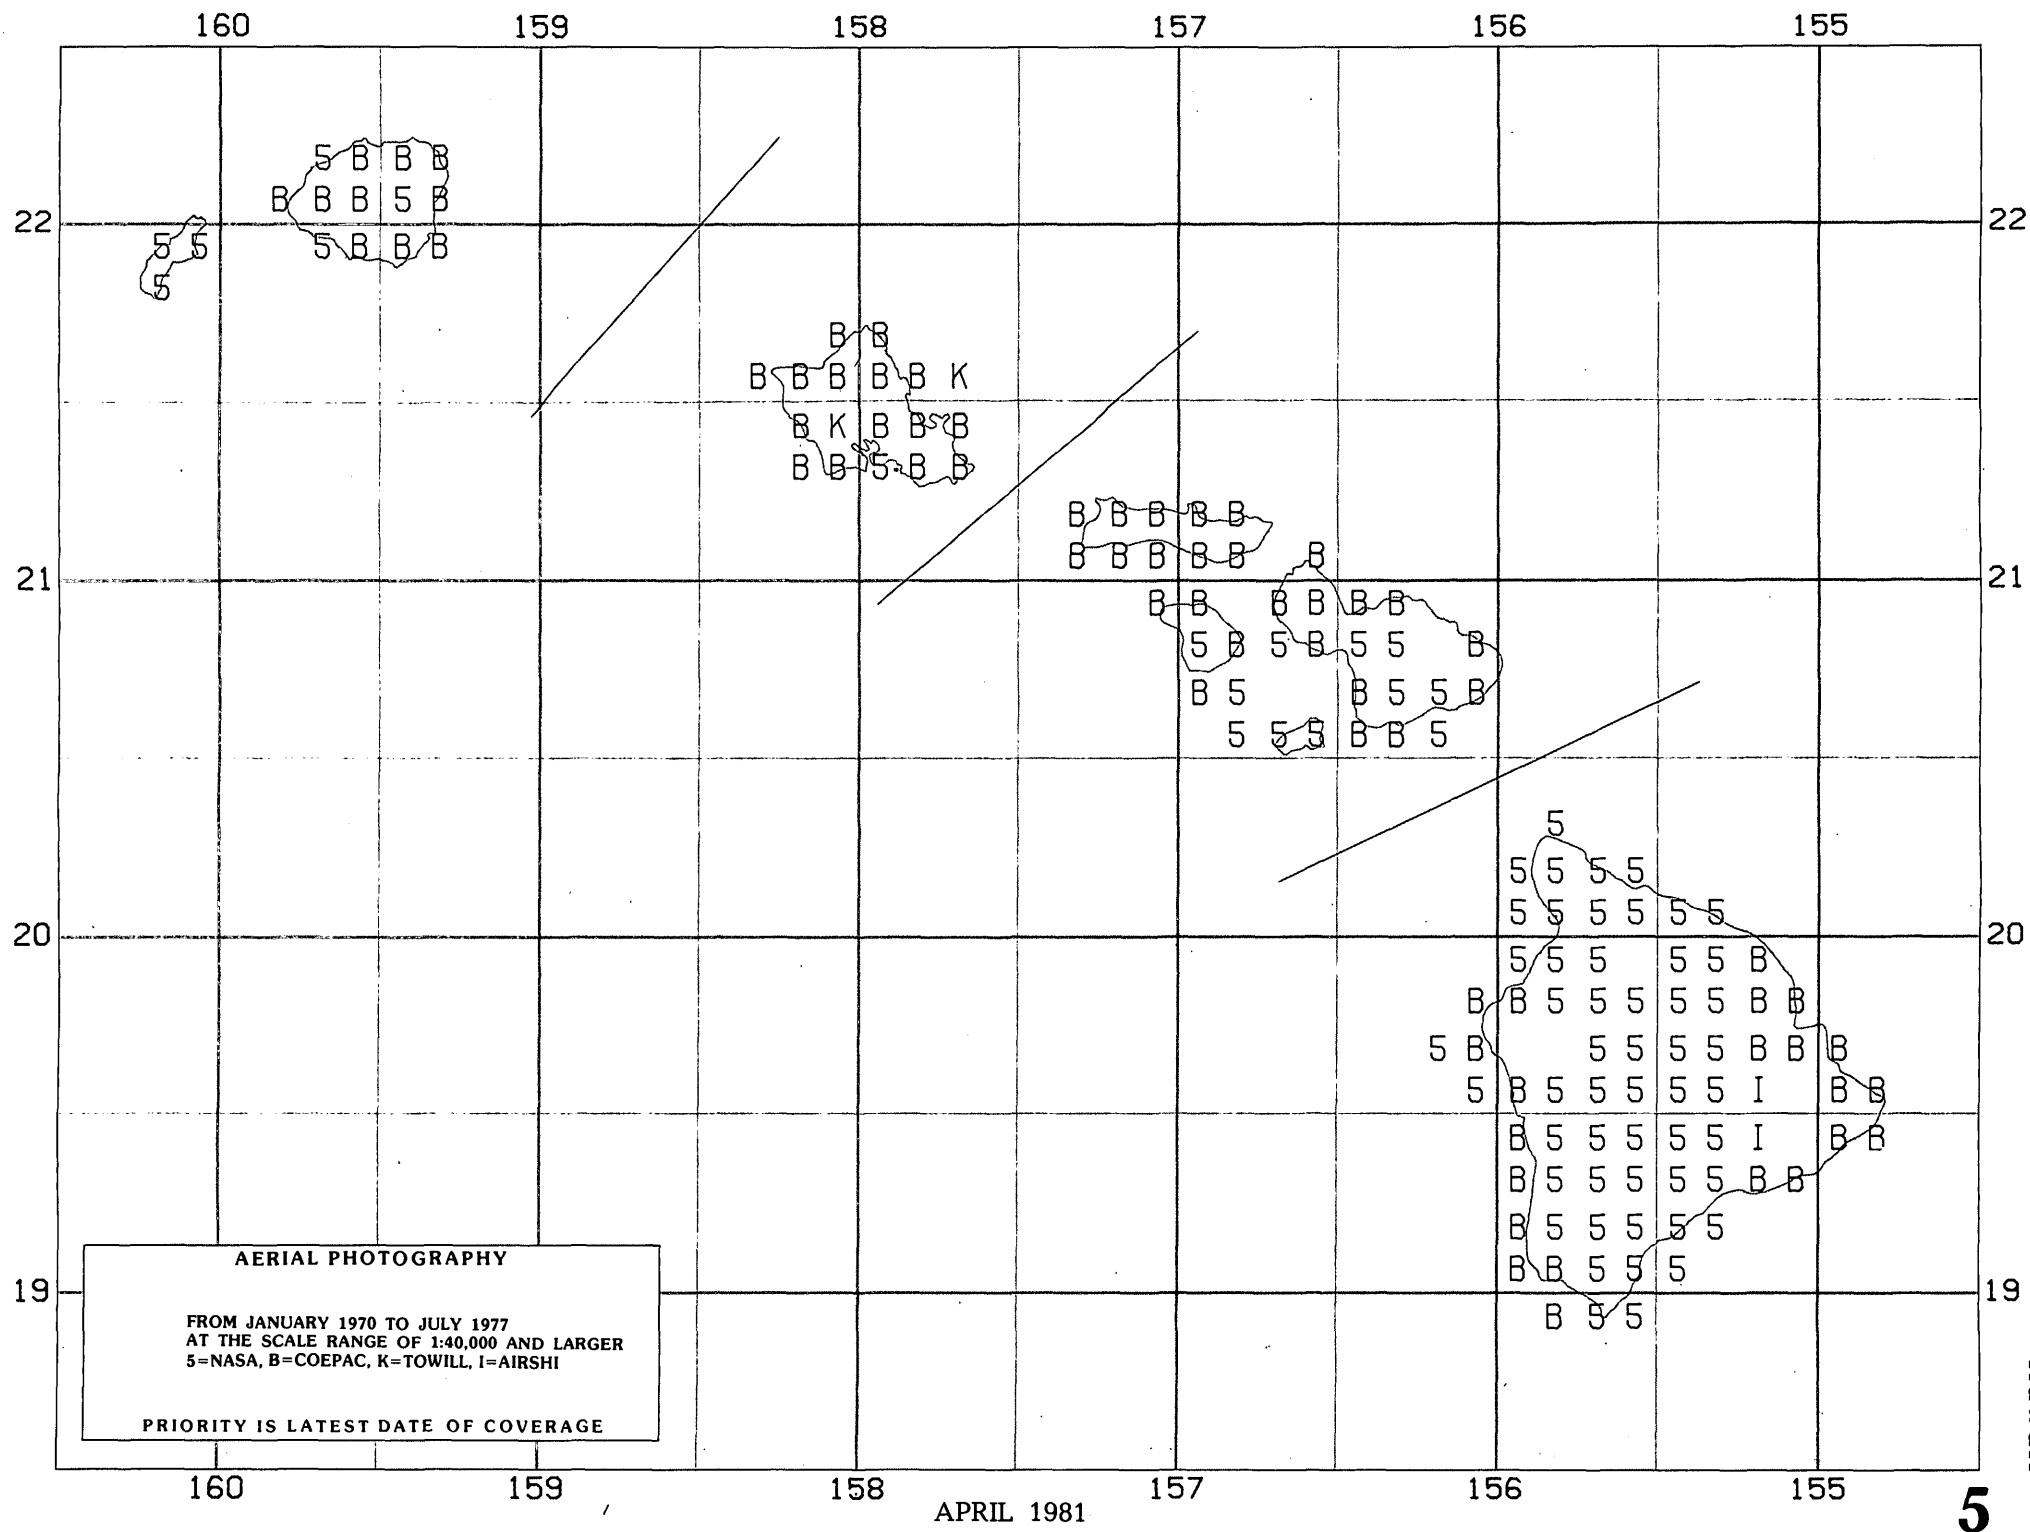 160 159 158 157 156 155
5 B B B
B B B B 5 B
22 22
5 5 5 B B B
5
B B
B B B B B K
B K B B B B
B B 5 B B
B B B B B
B B B B B B
21 21
B B B B B B
5 B 5 B 5 5 B
B 5 B 5 5 B
5 5 5 B B 5
5
5 5 5 5
5 5 5 5 5 5
20 20
5 5 5 5 5 B
B B 5 5 5 5 5 B B
5 B 5 5 5 5 B B B
5 B 5 5 5 5 5 I B B
B 5 5 5 5 5 I B B
B 5 5 5 5 5 B B
B 5 5 5 5 5
B B 5 5 5
19 19
B 5 5
AERIAL PHOTOGRAPHY
FROM JANUARY 1970 TO JULY 1977
AT THE SCALE RANGE OF 1:40,000 AND LARGER
5=NASA, B=COEPAC, K=TOWILL, I=AIRSHI
PRIORITY IS LATEST DATE OF COVERAGE
160 159 158 157 156 155
APRIL 1981
5